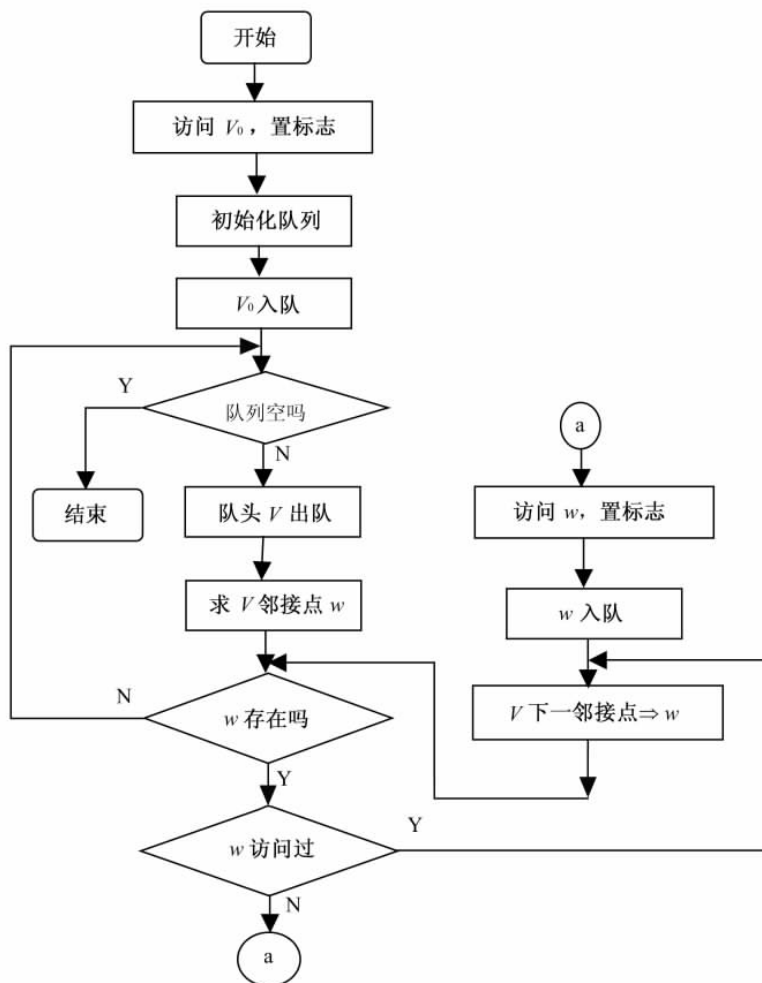 开始
访问 V₀，置标志
初始化队列
V₀入队
Y
队列空吗
N
结束
队头 V 出队
求 V 邻接点 w
N
w 存在吗
Y
w 访问过
Y
N
a
a
访问 w，置标志
w 入队
V 下一邻接点⇒ w